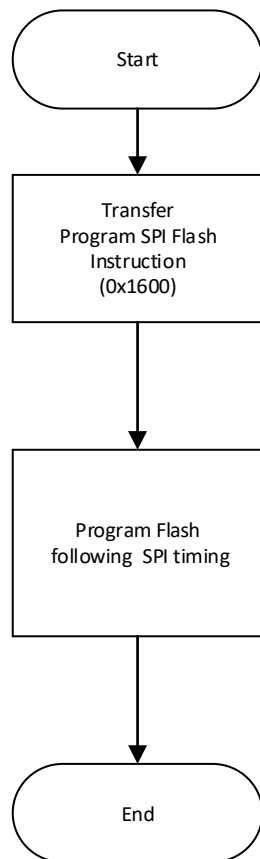 Start
Transfer
Program SPI Flash
Instruction
(0x1600)
Program Flash
following  SPI timing
End